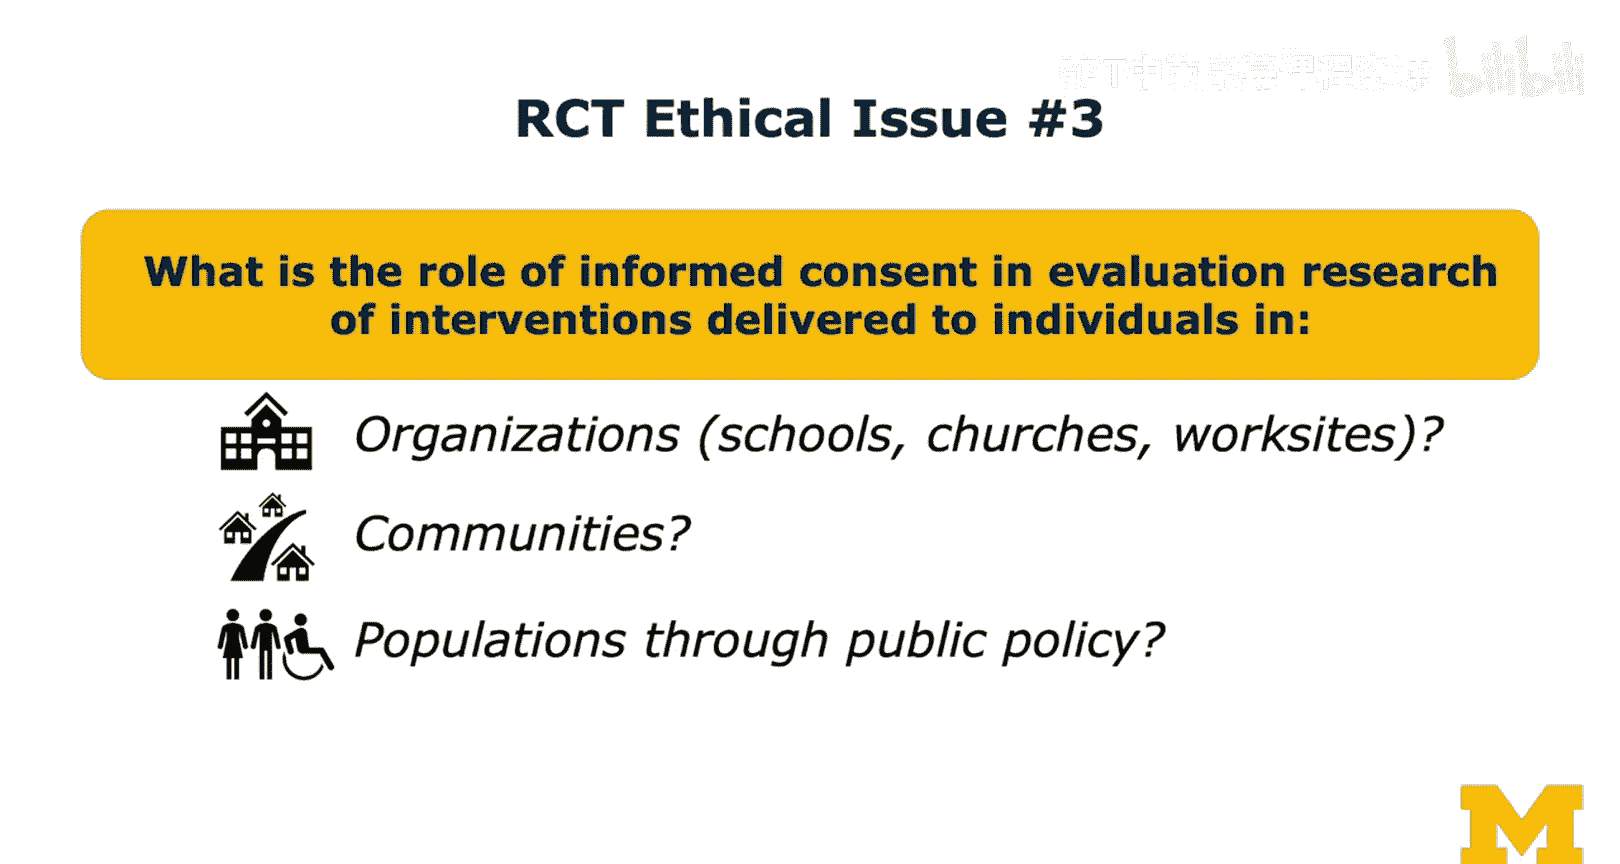 bilibili
RCT Ethical Issue #3
What is the role of informed consent in evaluation research
of interventions delivered to individuals in:
Organizations (schools, churches, worksites)?
Communities?
Populations through public policy?
M